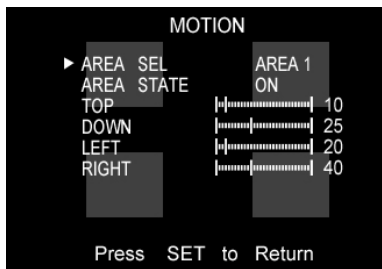 MOTION
AREA SEL AREA 1
AREA STATE ON
TOP 10
DOWN 25
LEFT 20
RIGHT 40
Press SET to Return